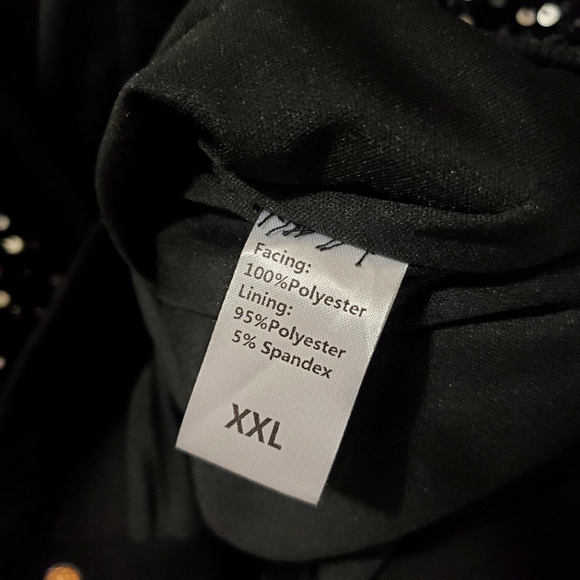 Facing:
100%Polyester
Lining:
95%Polyester
5% Spandex
XXL